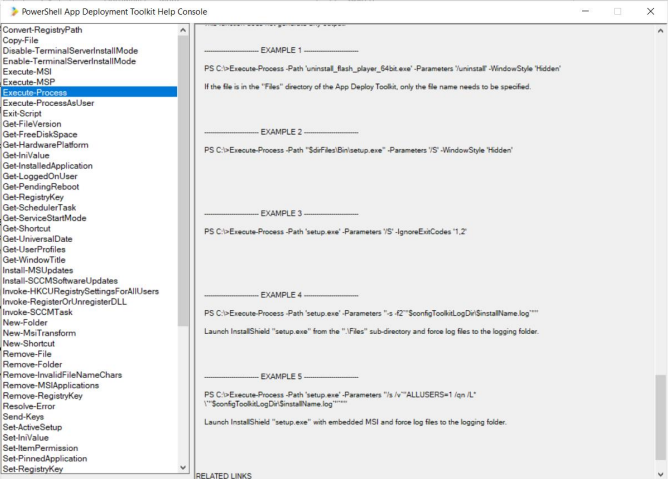 PowerShell App Deployment Toolkit Help Console
Convert-RegistryPath
Copy-File
Disable-TerminalServerInstallMode
Enable-TerminalServerInstallMode
Execute-MSI
Execute-MSP
Execute-Process
Execute-ProcessAsUser
Exit-Script
Get-FileVersion
Get-FreeDiskSpace
Get-HardwarePlatform
Get-IniValue
Get-InstalledApplication
Get-LoggedOnUser
Get-PendingReboot
Get-RegistryKey
Get-SchedulerTask
Get-ServiceStartMode
Get-Shortcut
Get-UniversalDate
Get-UserProfiles
Get-WindowTitle
Install-MSUpdates
Install-SCCMSoftwareUpdates
Invoke-HKCURegistrySettingsForAllUsers
Invoke-RegisterOrUnregisterDLL
Invoke-SCCMTask
New-Folder
New-MsiTransform
New-Shortcut
Remove-File
Remove-Folder
Remove-InvalidFileNameChars
Remove-MSIApplications
Remove-RegistryKey
Resolve-Error
Send-Keys
Set-ActiveSetup
Set-IniValue
Set-ItemPermission
Set-PinnedApplication
Set-RegistryKey
-------------------------- EXAMPLE 1 --------------------------
PS C:\>Execute-Process -Path 'uninstall_flash_player_64bit.exe' -Parameters '/uninstall' -WindowStyle 'Hidden'
If the file is in the "Files" directory of the App Deploy Toolkit, only the file name needs to be specified.
-------------------------- EXAMPLE 2 --------------------------
PS C:\>Execute-Process -Path "$dirFiles\Bin\setup.exe" -Parameters '/S' -WindowStyle 'Hidden'
-------------------------- EXAMPLE 3 --------------------------
PS C:\>Execute-Process -Path 'setup.exe' -Parameters '/S' -IgnoreExitCodes '1,2'
-------------------------- EXAMPLE 4 --------------------------
PS C:\>Execute-Process -Path 'setup.exe' -Parameters "-s -f2`"$configToolkitLogDir\$installName.log`""
Launch InstallShield "setup.exe" from the ".\Files" sub-directory and force log files to the logging folder.
-------------------------- EXAMPLE 5 --------------------------
PS C:\>Execute-Process -Path 'setup.exe' -Parameters "/s /v`"ALLUSERS=1 /qn /L*
\`"$configToolkitLogDir\$installName.log`"`""
Launch InstallShield "setup.exe" with embedded MSI and force log files to the logging folder.
RELATED LINKS